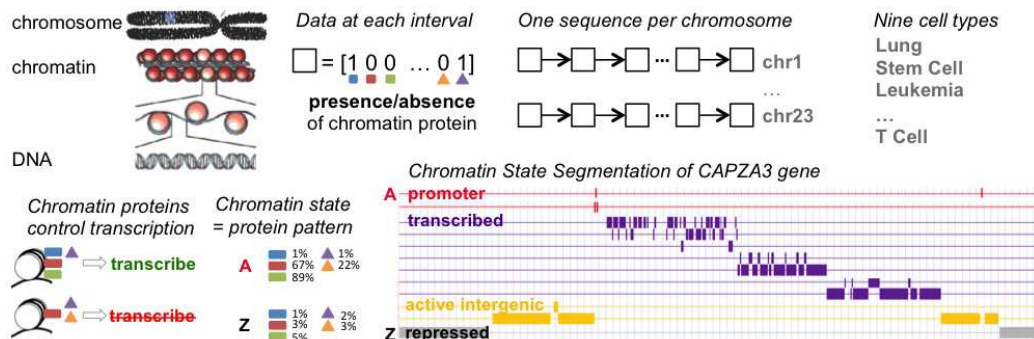 chromosome
chromatin
DNA
Data at each interval
= [1 0 0 ... 0 1]
presence/absence
of chromatin protein
One sequence per chromosome
... chr1
...
... chr23
Nine cell types
Lung
Stem Cell
Leukemia
...
T Cell
Chromatin proteins
control transcription
transcribe
transcribe
Chromatin state
= protein pattern
A
1% 1%
67% 22%
89%
Z
1% 2%
3% 3%
5%
Chromatin State Segmentation of CAPZA3 gene
A promoter
transcribed
active intergenic
Z repressed